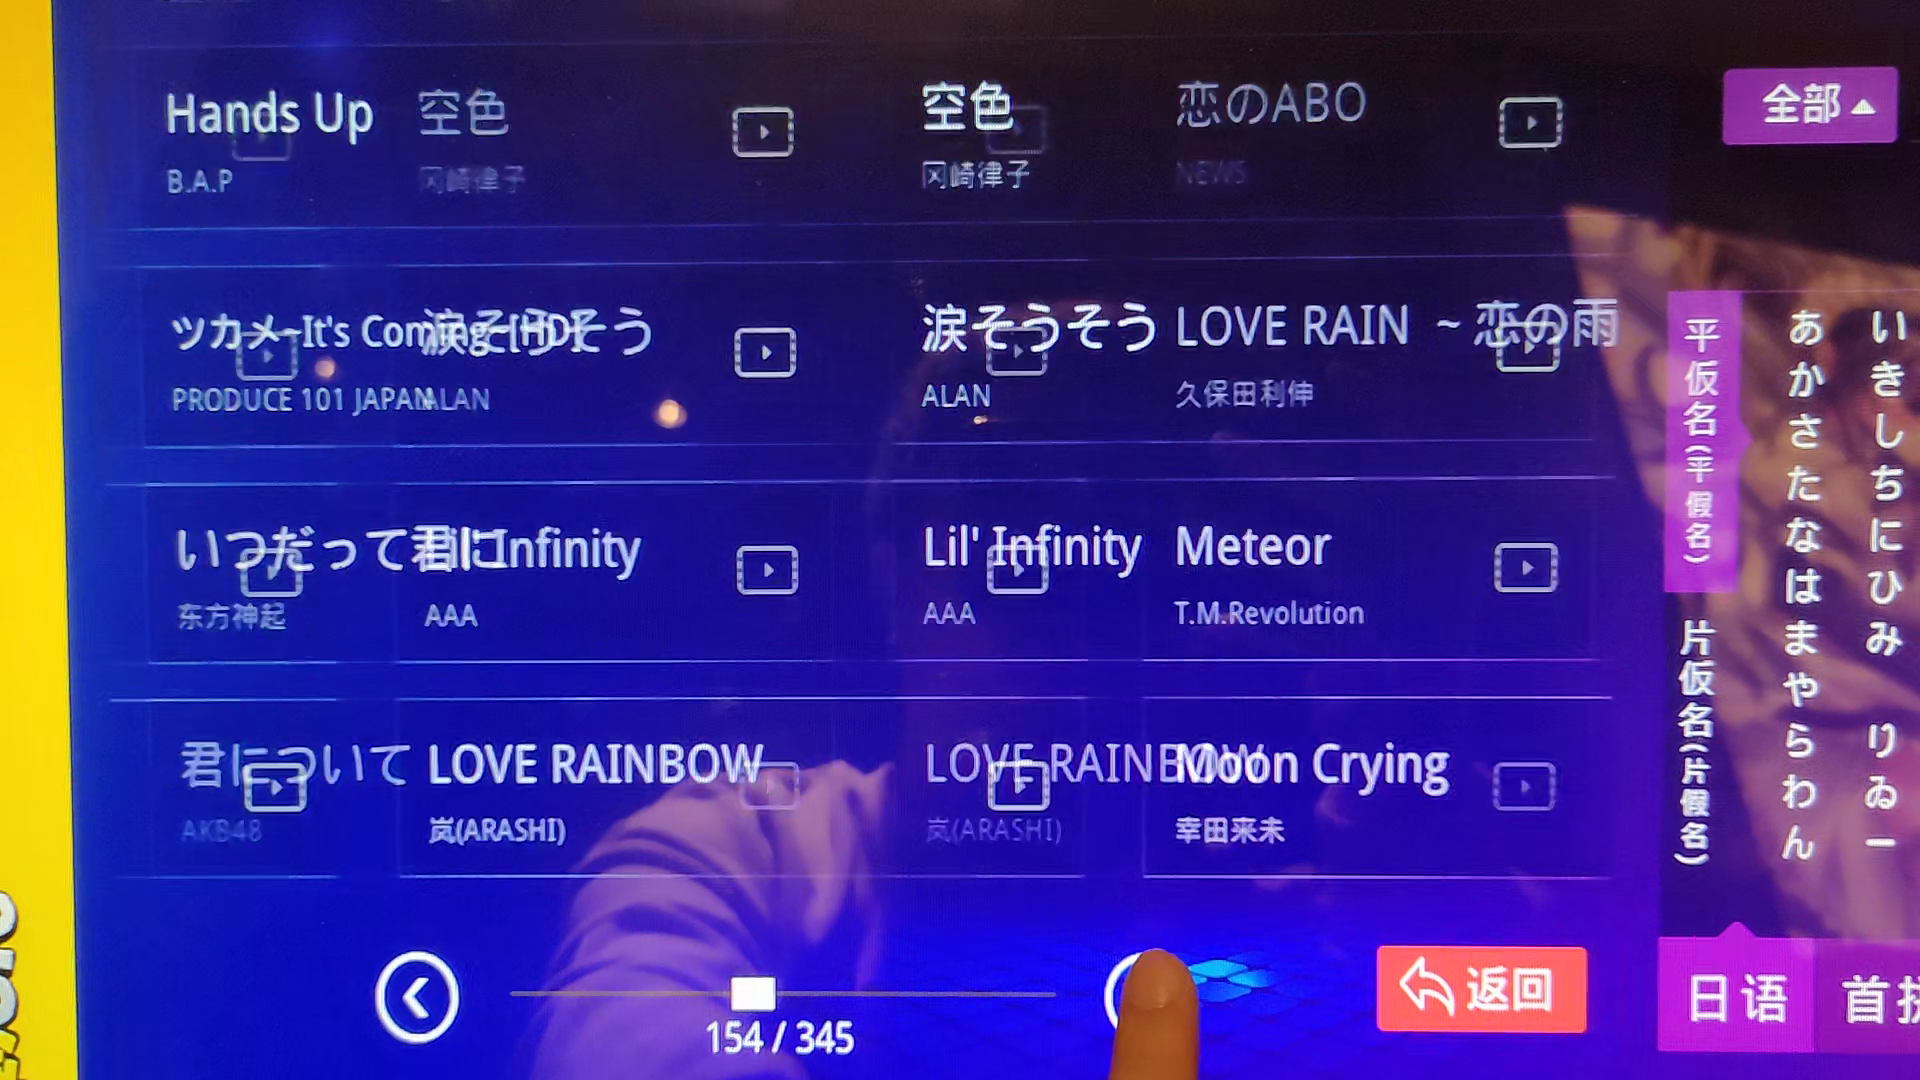 Hands Up
空色
空色
恋のABO
全部
B.A.P
冈崎律子
冈崎律子
NEWS
ツカメ~It's Coming~[HD]
涙そうそう
涙そうそう
LOVE RAIN ~ 恋の雨
PRODUCE 101 JAPAN
ALAN
ALAN
久保田利伸
いつだって君に
Lil' Infinity
Lil' Infinity
Meteor
东方神起
AAA
AAA
T.M.Revolution
君について
LOVE RAINBOW
LOVE RAINBOW
Moon Crying
AKB48
岚(ARASHI)
岚(ARASHI)
幸田来未
平仮名(平假名)
片仮名(片假名)
あかさたなはまやらわん
いきしちにひみ りゐー
154 / 345
返回
日语
首